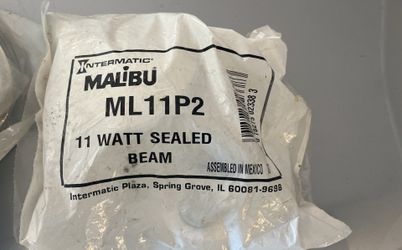 INTERMATIC®
MALIBU®
ML11P2
11 WATT SEALED
BEAM
ASSEMBLED IN MEXICO
Intermatic Plaza, Spring Grove, IL 60081-9698